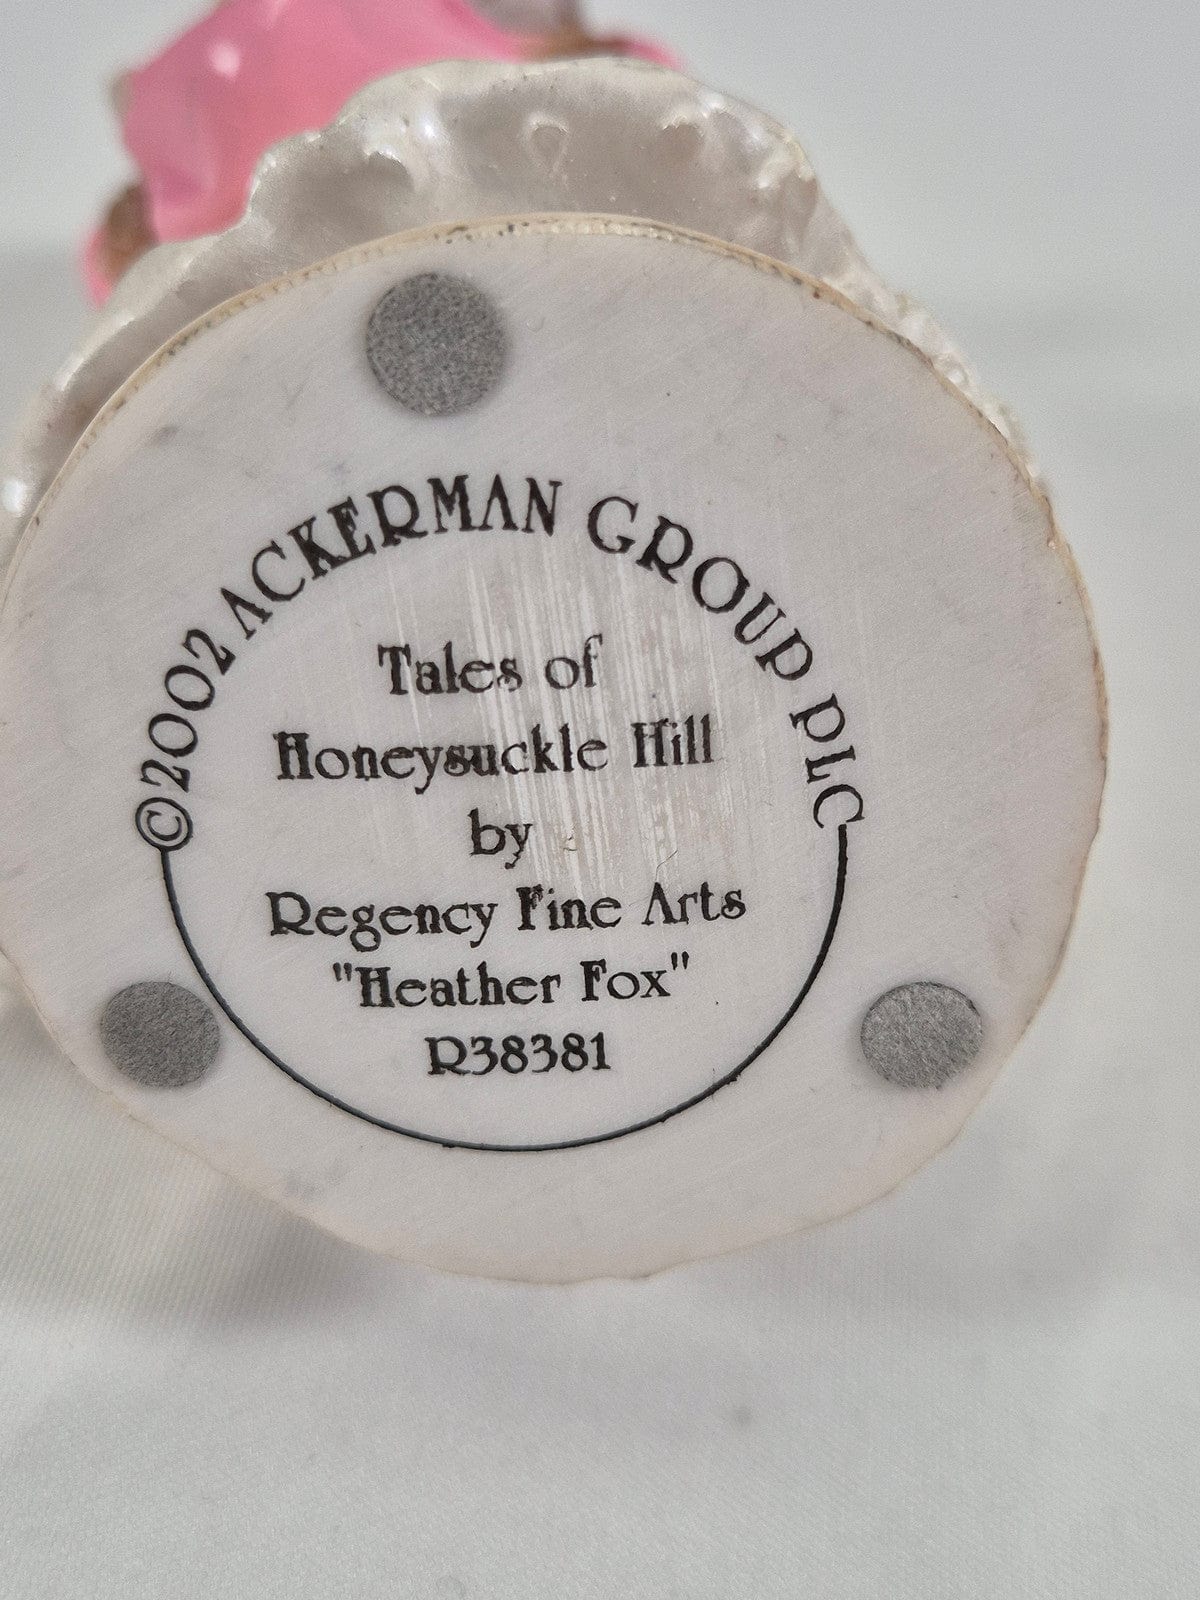 ©2002 ACKERMAN GROUP PLC
Tales of
Honeysuckle Hill
by
Regency Fine Arts
"Heather Fox"
R38381